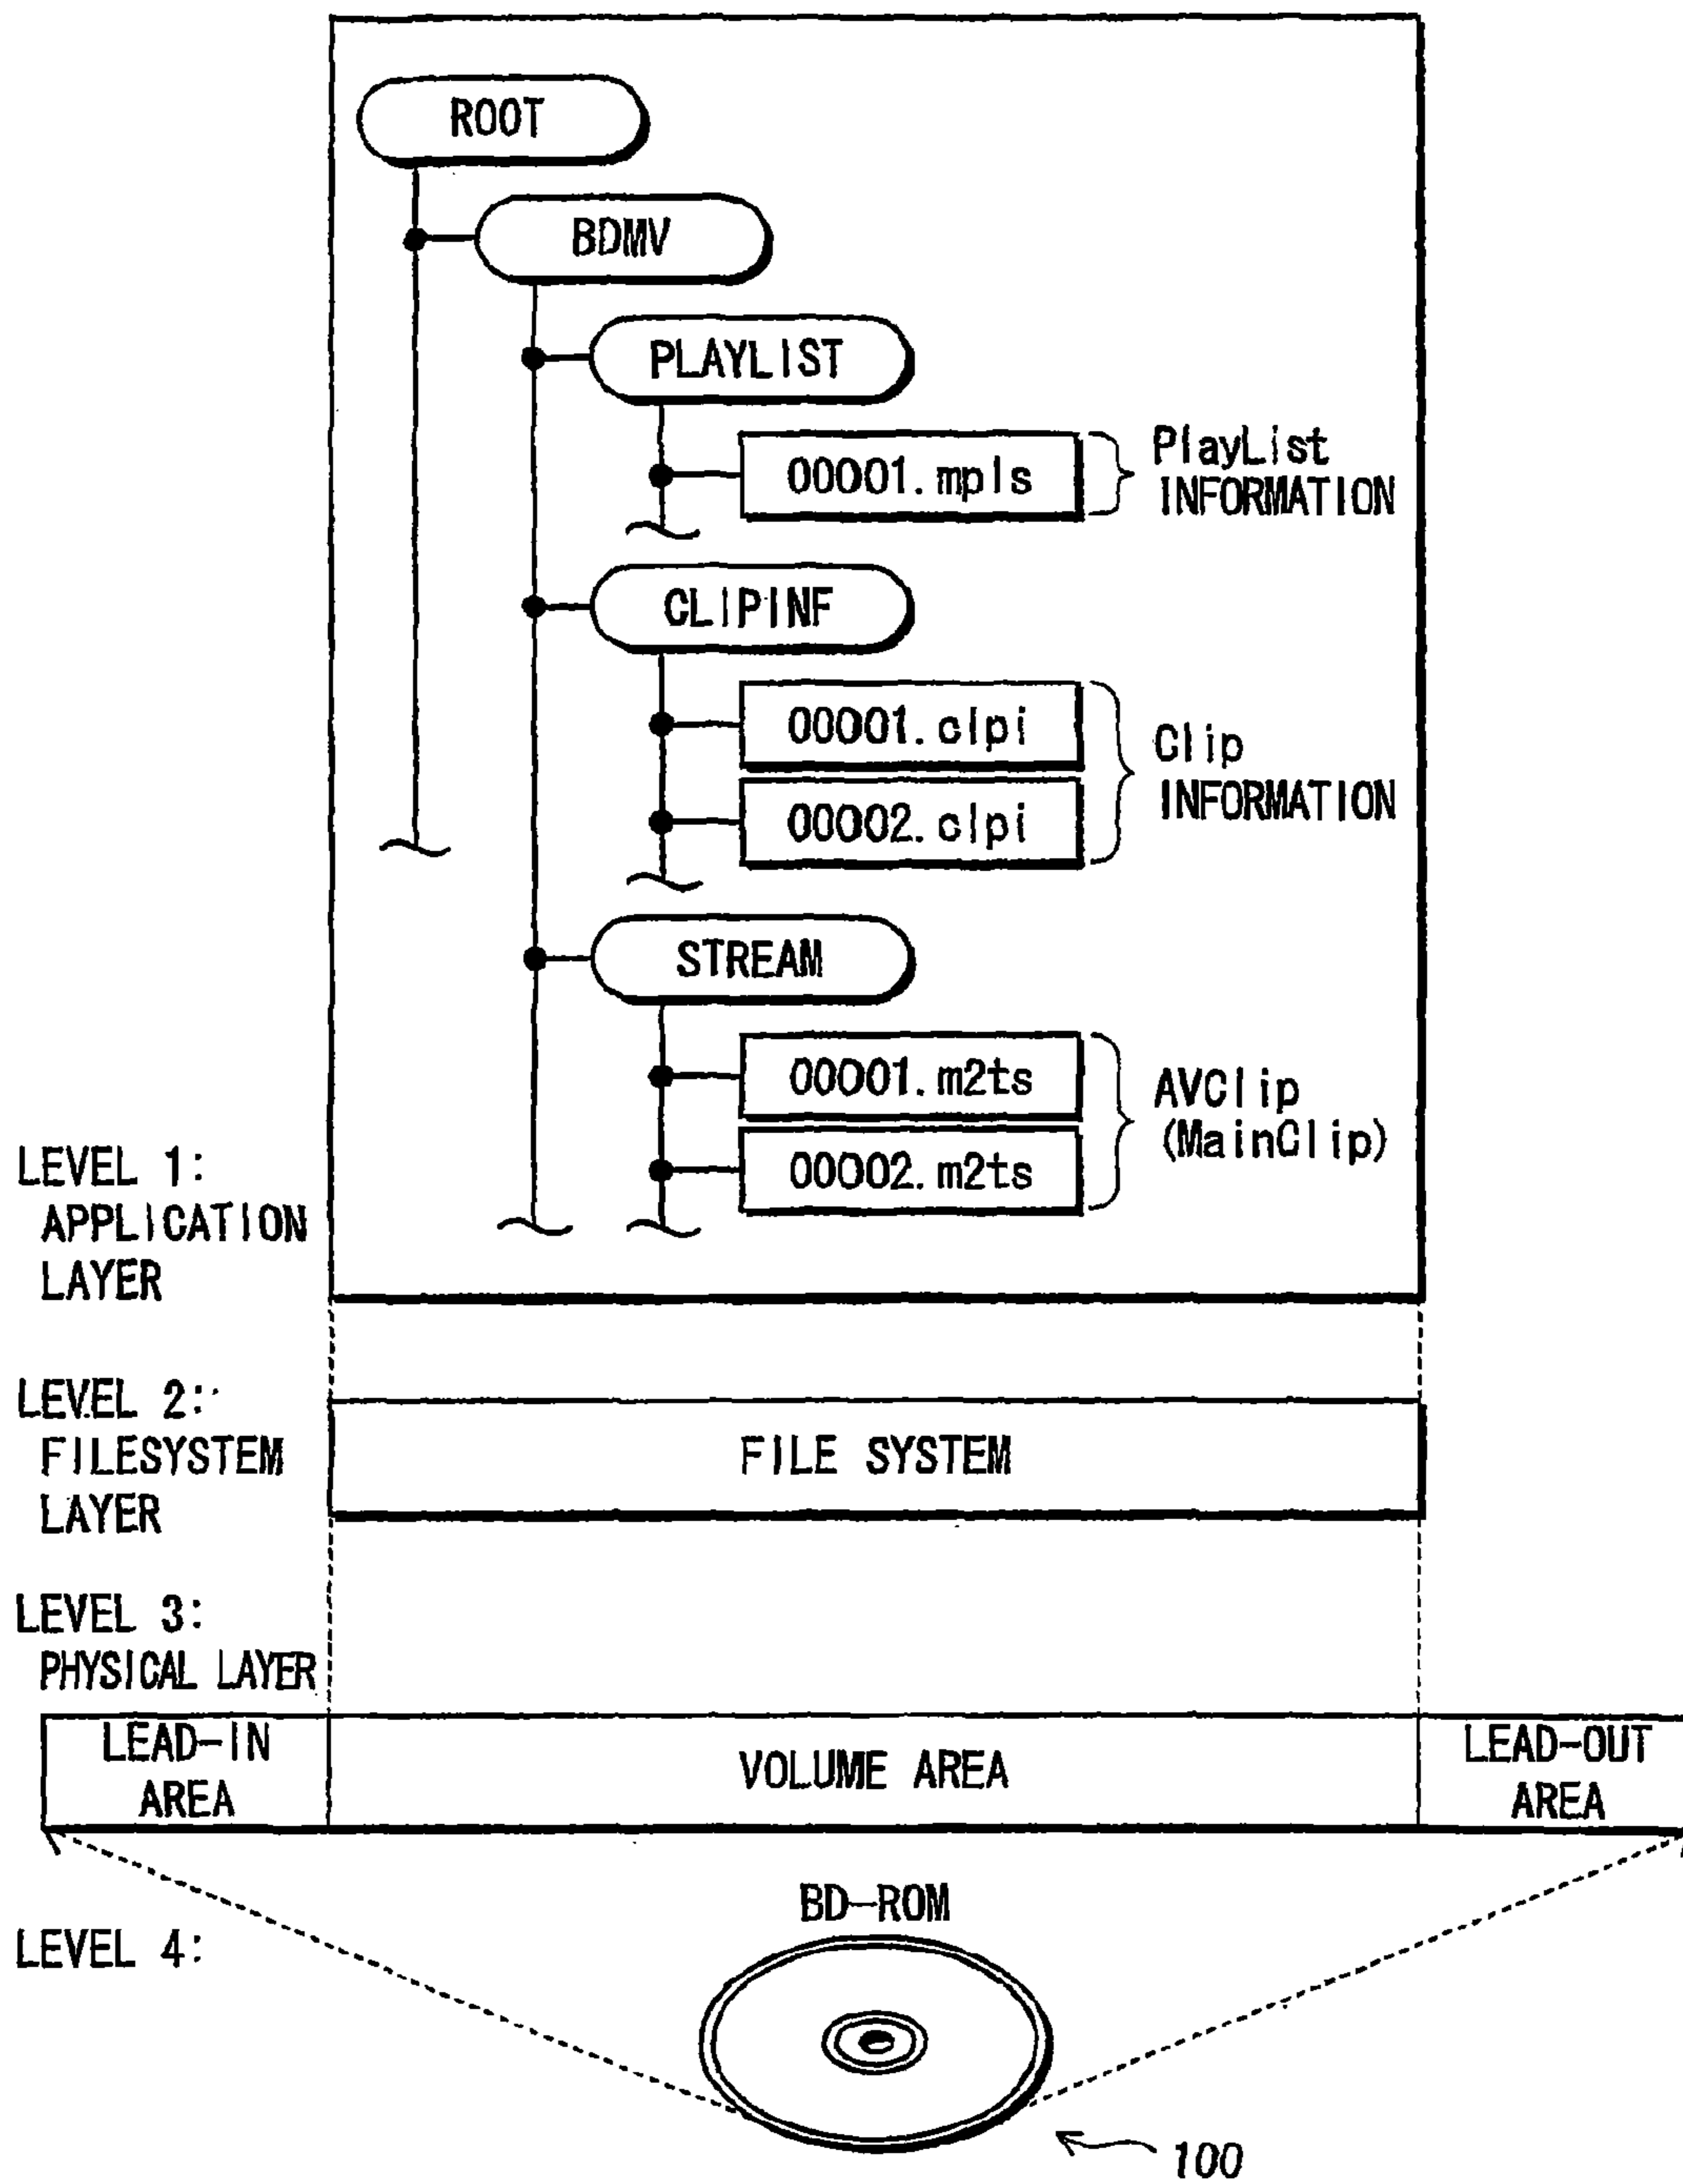 ROOT
BDMV
PLAYLIST
00001.mpls
PlayList
INFORMATION
CLIPINF
00001.clpi
00002.clpi
Clip
INFORMATION
STREAM
00001.m2ts
00002.m2ts
AVClip
(MainClip)
LEVEL 1:
APPLICATION
LAYER
LEVEL 2:
FILESYSTEM
LAYER
FILE SYSTEM
LEVEL 3:
PHYSICAL LAYER
LEAD-IN
AREA
VOLUME AREA
LEAD-OUT
AREA
BD-ROM
LEVEL 4:
100